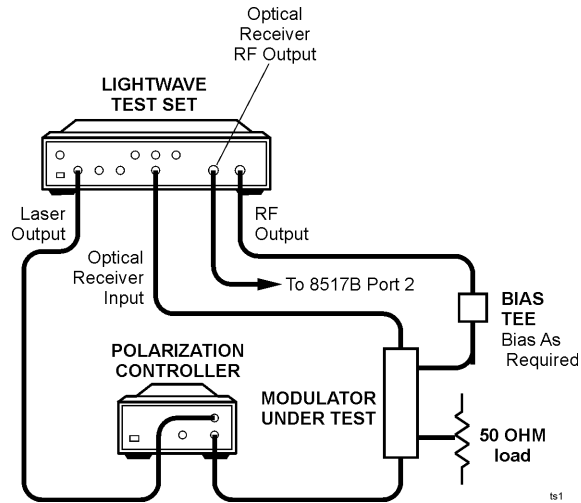 Optical
Receiver
RF Output
LIGHTWAVE
TEST SET
Laser
Output
Optical
Receiver
Input
RF
Output
To 8517B Port 2
BIAS
TEE
Bias As
Required
POLARIZATION
CONTROLLER
MODULATOR
UNDER TEST
50 OHM
load
ts1